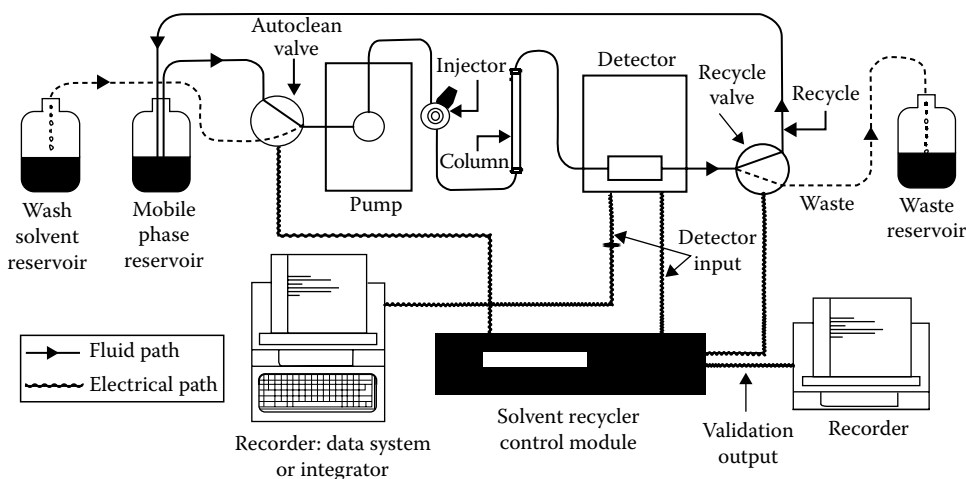 Autoclean
valve
Injector
Column
Detector
Recycle
valve
Recycle
Wash
solvent
reservoir
Mobile
phase
reservoir
Pump
Waste
Waste
reservoir
Detector
input
Fluid path
Electrical path
Recorder: data system
or integrator
Solvent recycler
control module
Validation
output
Recorder